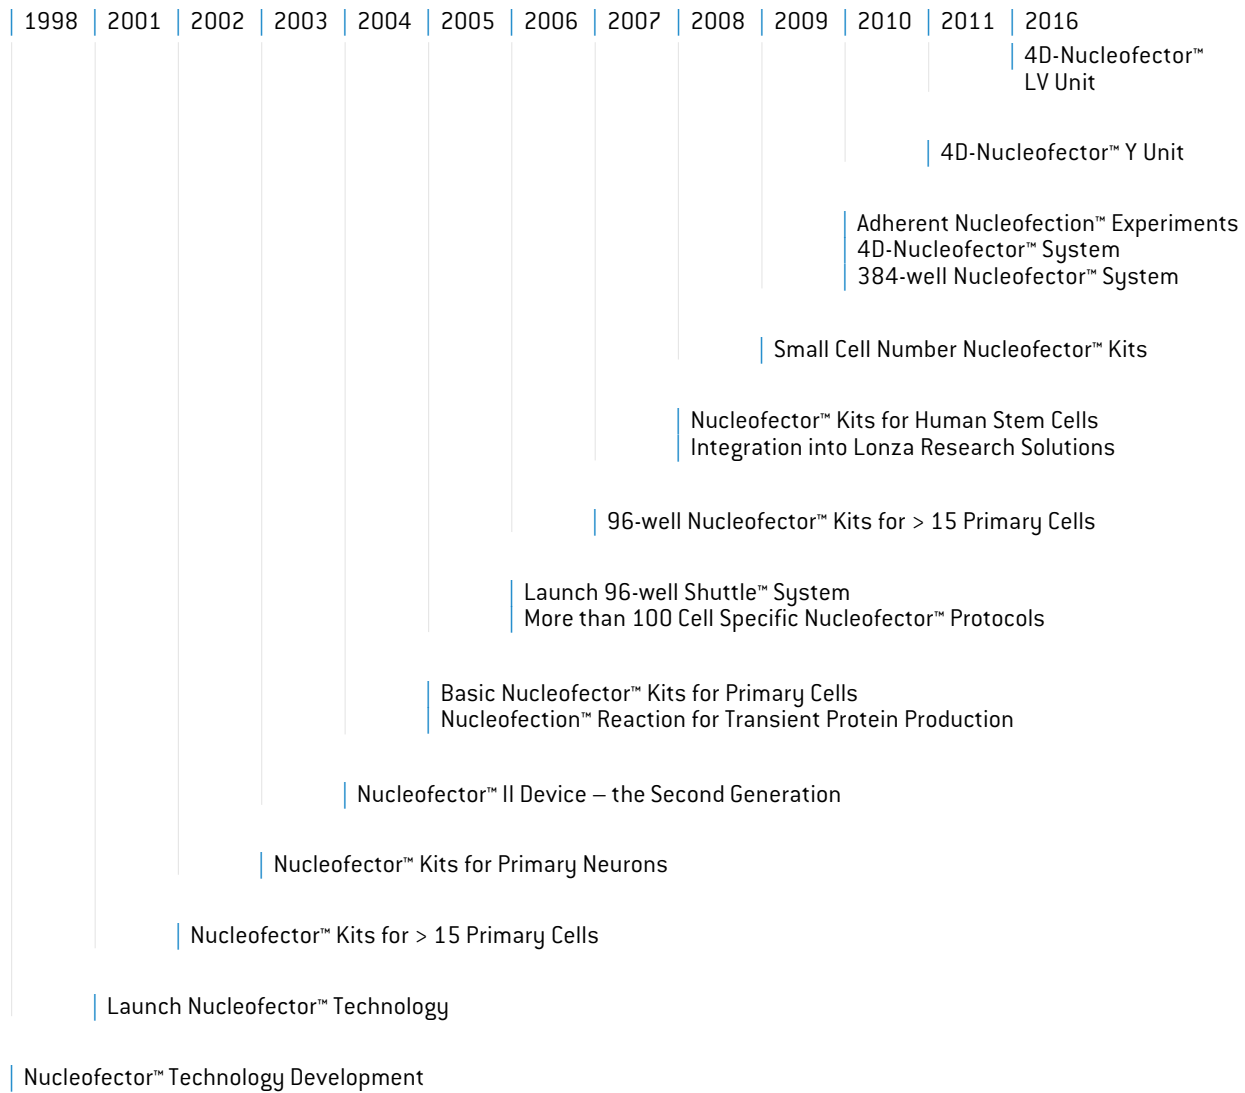 1998 2001 2002 2003 2004 2005 2006 2007 2008 2009 2010 2011 2016
4D-Nucleofector™
LV Unit
4D-Nucleofector™ Y Unit
Adherent Nucleofection™ Experiments
4D-Nucleofector™ System
384-well Nucleofector™ System
Small Cell Number Nucleofector™ Kits
Nucleofector™ Kits for Human Stem Cells
Integration into Lonza Research Solutions
96-well Nucleofector™ Kits for > 15 Primary Cells
Launch 96-well Shuttle™ System
More than 100 Cell Specific Nucleofector™ Protocols
Basic Nucleofector™ Kits for Primary Cells
Nucleofection™ Reaction for Transient Protein Production
Nucleofector™ II Device – the Second Generation
Nucleofector™ Kits for Primary Neurons
Nucleofector™ Kits for > 15 Primary Cells
Launch Nucleofector™ Technology
Nucleofector™ Technology Development